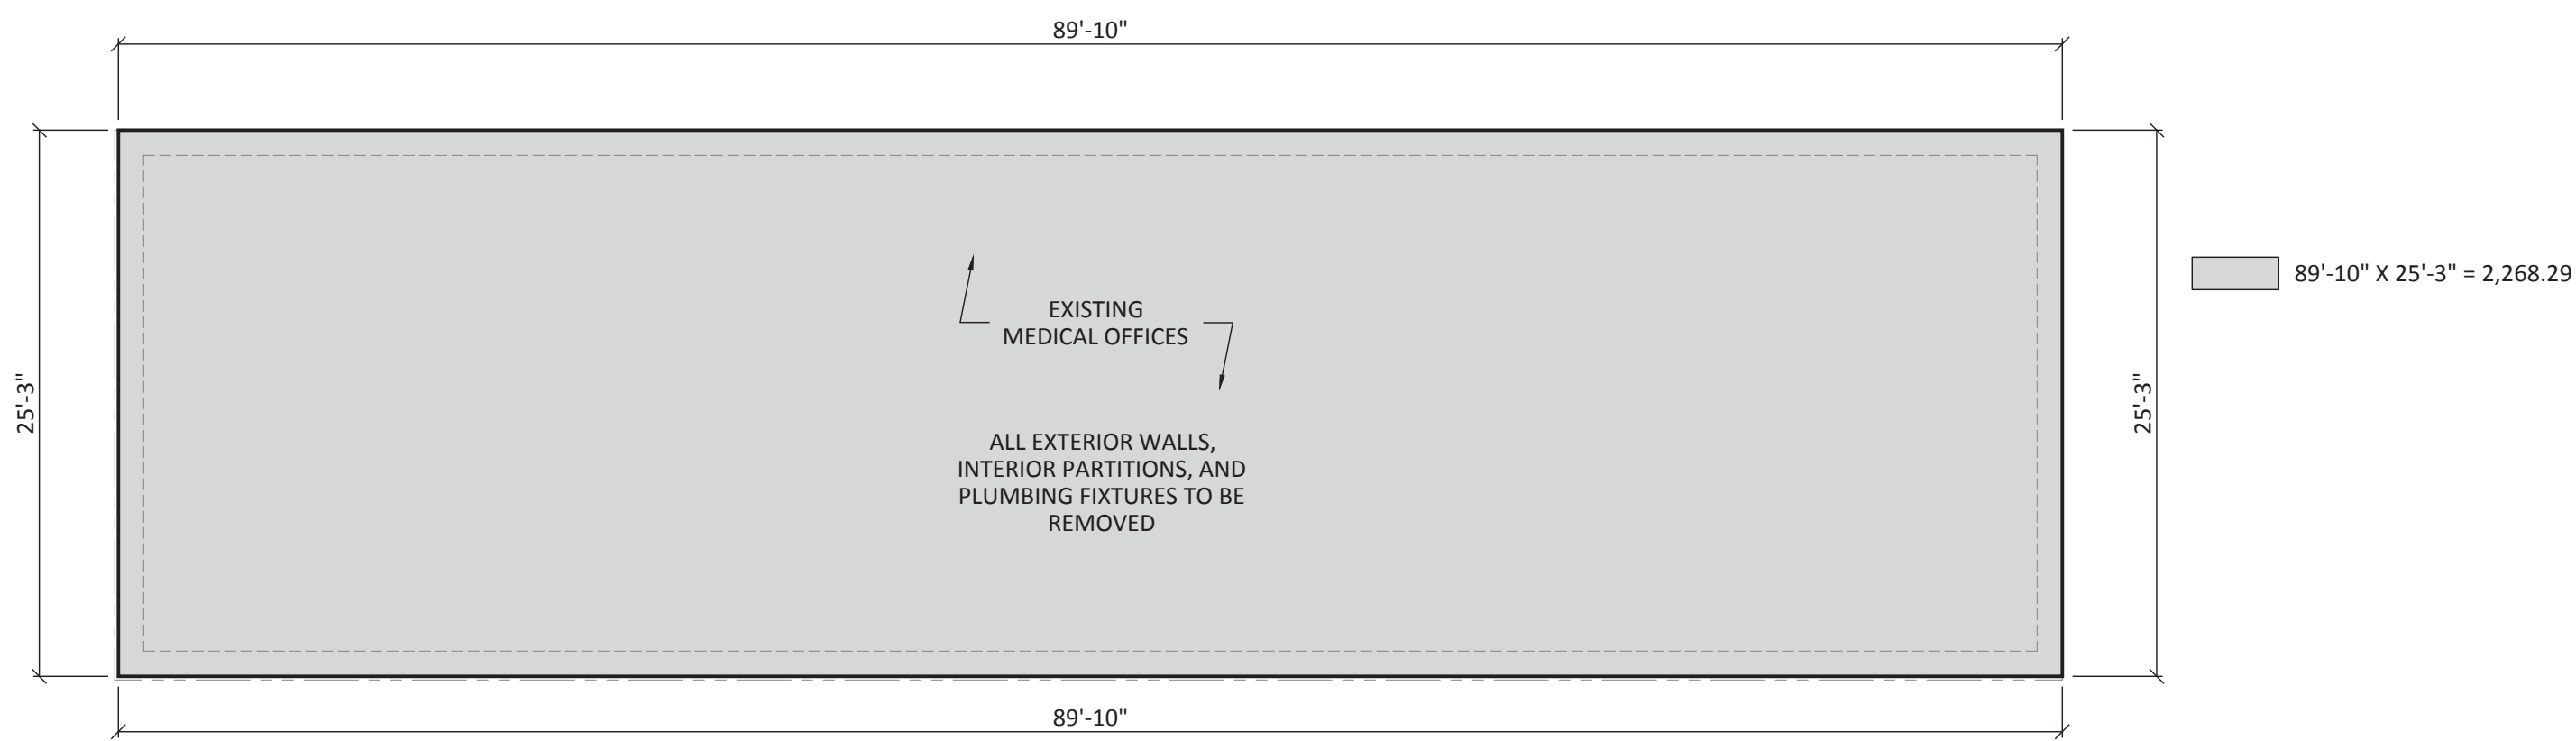 89'-10"
25'-3"
EXISTING
MEDICAL OFFICES
ALL EXTERIOR WALLS,
INTERIOR PARTITIONS, AND
PLUMBING FIXTURES TO BE
REMOVED
25'-3"
89'-10" X 25'-3" = 2,268.29
89'-10"